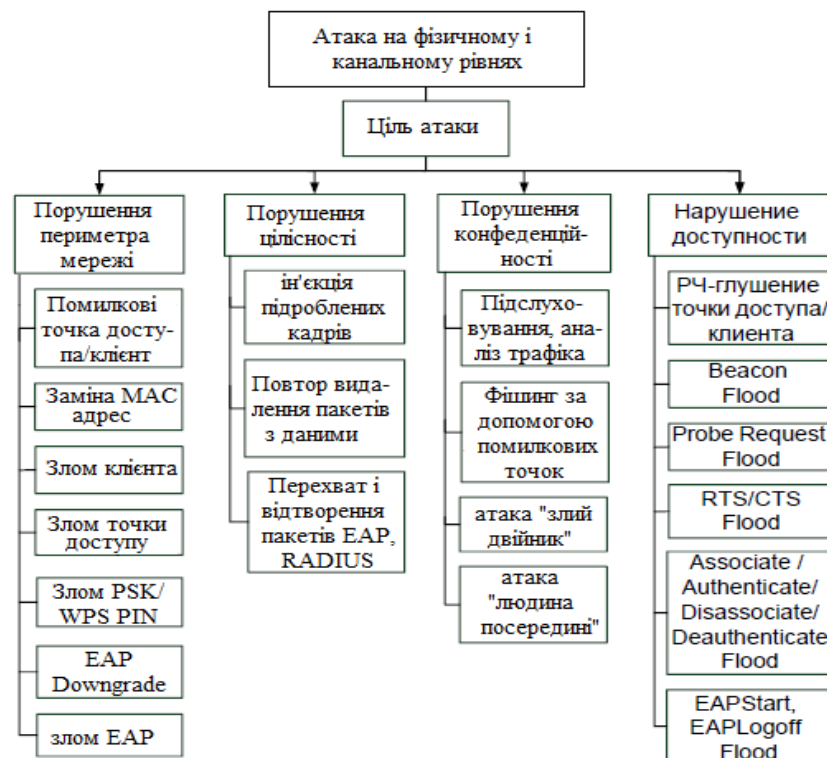 Атака на фізичному і
канальному рівнях
Ціль атаки
Порушення
периметра
мережі
Помилкові
точка досту-
па/клієнт
Заміна MAC
адрес
Злом клієнта
Злом точки
доступу
Злом PSK/
WPS PIN
EAP
Downgrade
злом EAP
Порушення
цілісності
ін'єкція
підроблених
кадрів
Повтор вида-
лення пакетів
з даними
Перехват і
відтворення
пакетів EAP,
RADIUS
Порушення
конфеденцій-
ності
Підслухо-
вування, ана-
ліз трафіка
Фішинг за
допомогою
помилкових
точок
атака "злий
двійник"
атака
"людина
посередині"
Нарушение
доступности
РЧ-глушение
точки доступа/
клиента
Beacon
Flood
Probe Request
Flood
RTS/CTS
Flood
Associate /
Authenticate/
Disassociate/
Deauthenticate
Flood
EAPStart,
EAPLogoff
Flood